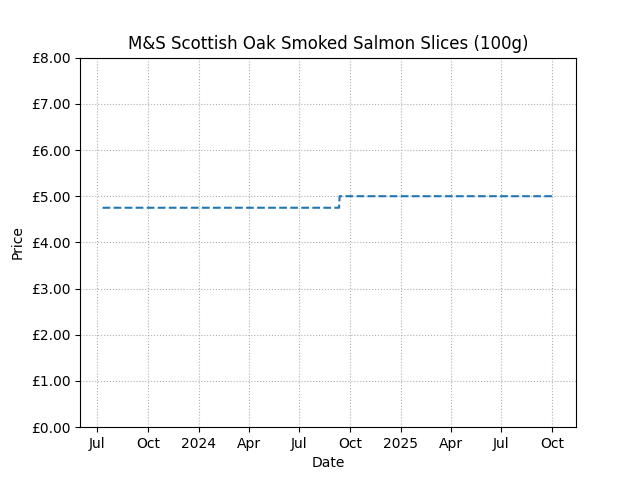 M&S Scottish Oak Smoked Salmon Slices (100g)
£8.00
£7.00
£6.00
£5.00
£4.00
£3.00
£2.00
£1.00
£0.00
Price
Jul Oct 2024 Apr Jul Oct 2025 Apr Jul Oct
Date